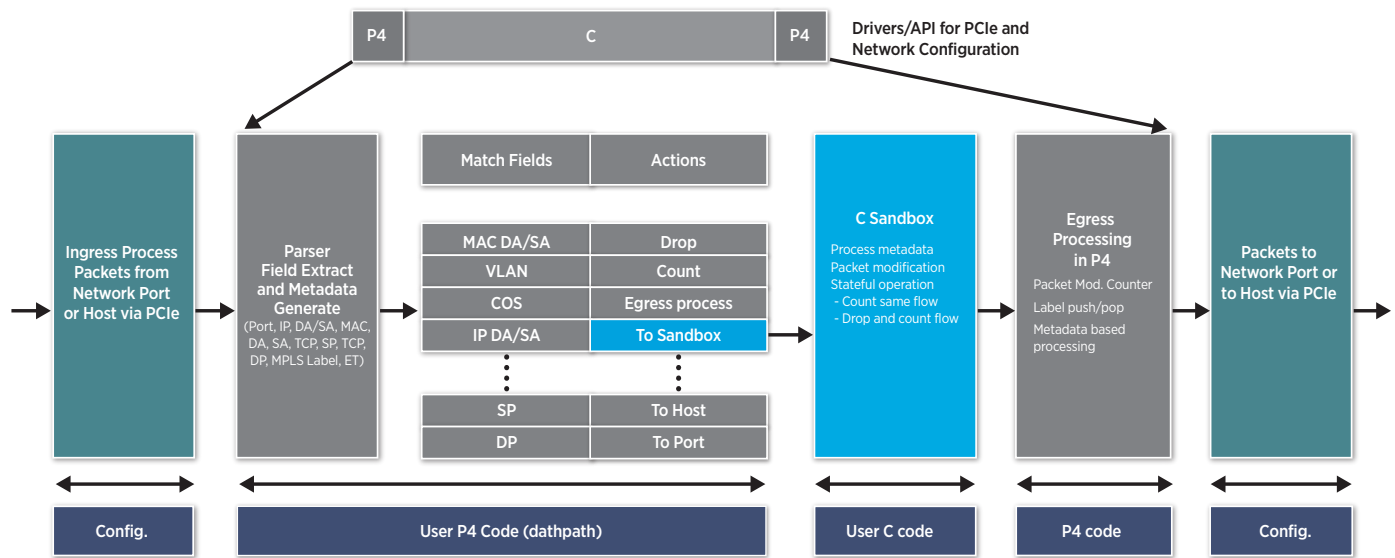 P4
C
P4
Drivers/API for PCIe and
Network Configuration
Ingress Process
Packets from
Network Port
or Host via PCIe
Parser
Field Extract
and Metadata
Generate
(Port, IP, DA/SA, MAC,
DA, SA, TCP, SP, TCP,
DP, MPLS Label, ET)
Match Fields
Actions
MAC DA/SA
Drop
VLAN
Count
COS
Egress process
IP DA/SA
To Sandbox
SP
To Host
DP
To Port
C Sandbox
Process metadata
Packet modification
Stateful operation
- Count same flow
- Drop and count flow
Egress
Processing
in P4
Packet Mod. Counter
Label push/pop
Metadata based
processing
Packets to
Network Port or
to Host via PCIe
Config.
User P4 Code (dathpath)
User C code
P4 code
Config.